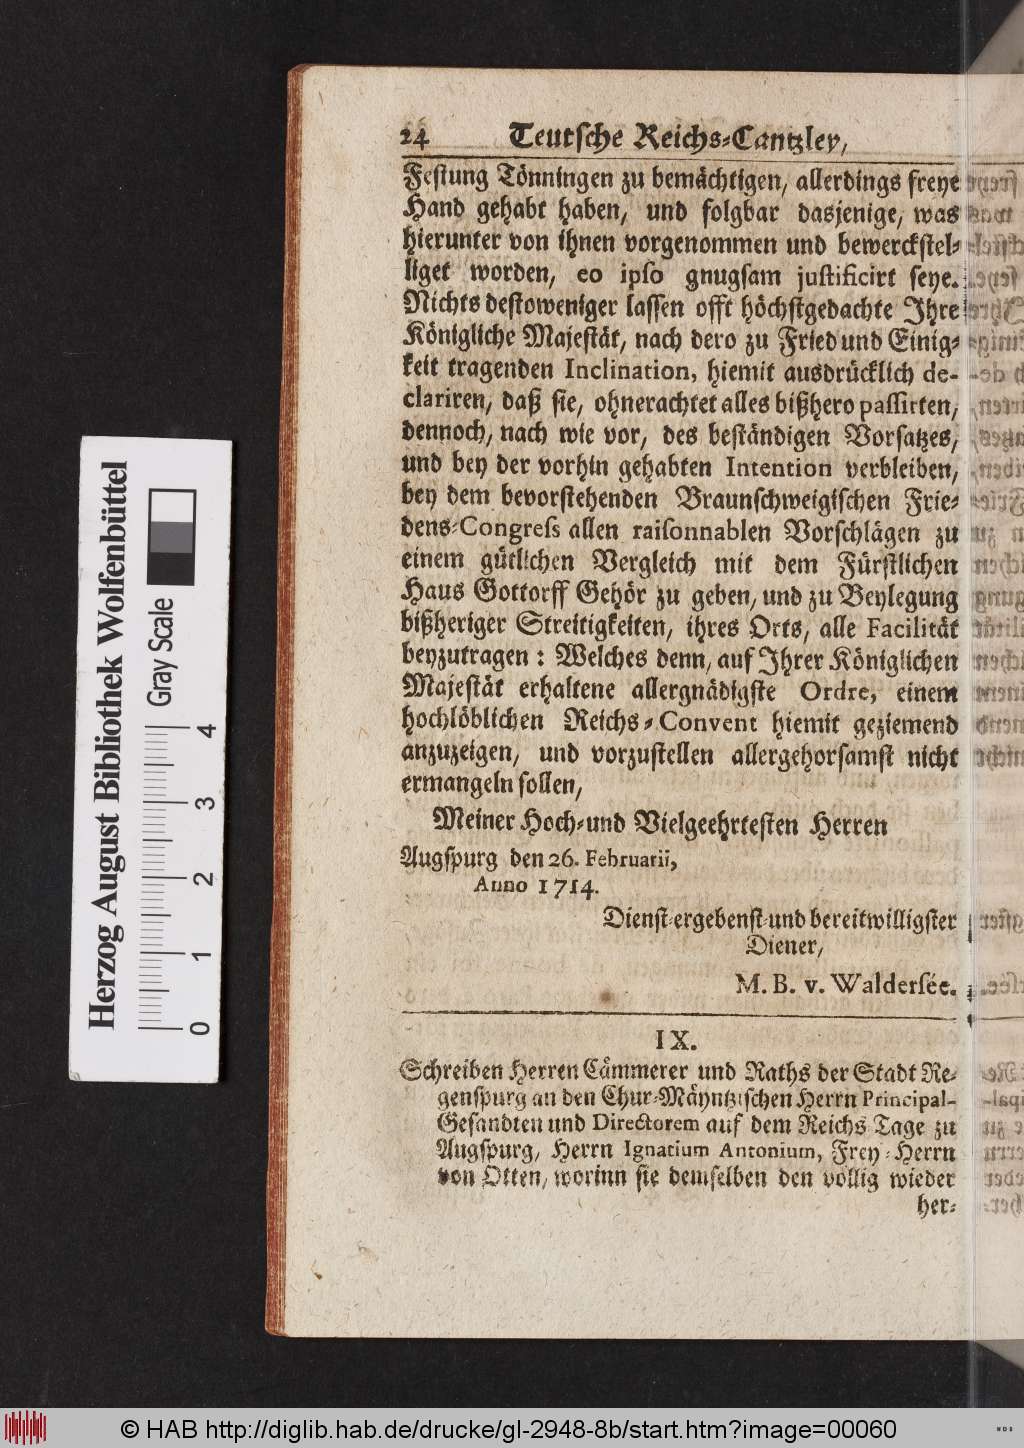 24 Teutsche Reichs-Cantzley,
Festung Tönningen zu bemächtigen, allerdings freye
Hand gehabt haben, und folgbar dasjenige, was
hierunter von ihnen vorgenommen und bewerckstel-
liget worden, eo ipso gnugsam justificirt seye.
Nichts destoweniger lassen offt höchstgedachte Ihre
Königliche Majestät, nach dero zu Fried und Einig-
keit tragenden Inclination, hiemit ausdrücklich de-
clariren, daß sie, ohnerachtet alles bißhero passirten,
dennoch, nach wie vor, des beständigen Vorsatzes,
und bey der vorhin gehabten Intention verbleiben,
bey dem bevorstehenden Braunschweigischen Frie-
dens-Congress allen raisonnablen Vorschlägen zu
einem gütlichen Vergleich mit dem Fürstlichen
Haus Gottorff Gehör zu geben, und zu Beylegung
bißheriger Streitigkeiten, ihres Orts, alle Facilität
beyzutragen: Welches denn, auf Ihrer Königlichen
Majestät erhaltene allergnädigste Ordre, einem
hochlöblichen Reichs-Convent hiemit geziemend
anzuzeigen, und vorzustellen allergehorsamst nicht
ermangeln sollen,
Meiner Hoch-und Vielgeehrtesten Herren
Augspurg den 26. Februarii,
Anno 1714.
Dienst-ergebenst-und bereitwilligster
Diener,
M. B. v. Waldersée.
IX.
Schreiben Herren Cämmerer und Raths der Stadt Re-
genspurg an den Chur-Mäyntzischen Herrn Principal-
Gesandten und Directorem auf dem Reichs Tage zu
Augspurg, Herrn Ignatium Antonium, Frey-Herrn
von Otten, worinn sie demselben den völlig wieder
her-
Herzog August Bibliothek Wolfenbüttel
Gray Scale
0 1 2 3 4
© HAB http://diglib.hab.de/drucke/gl-2948-8b/start.htm?image=00060